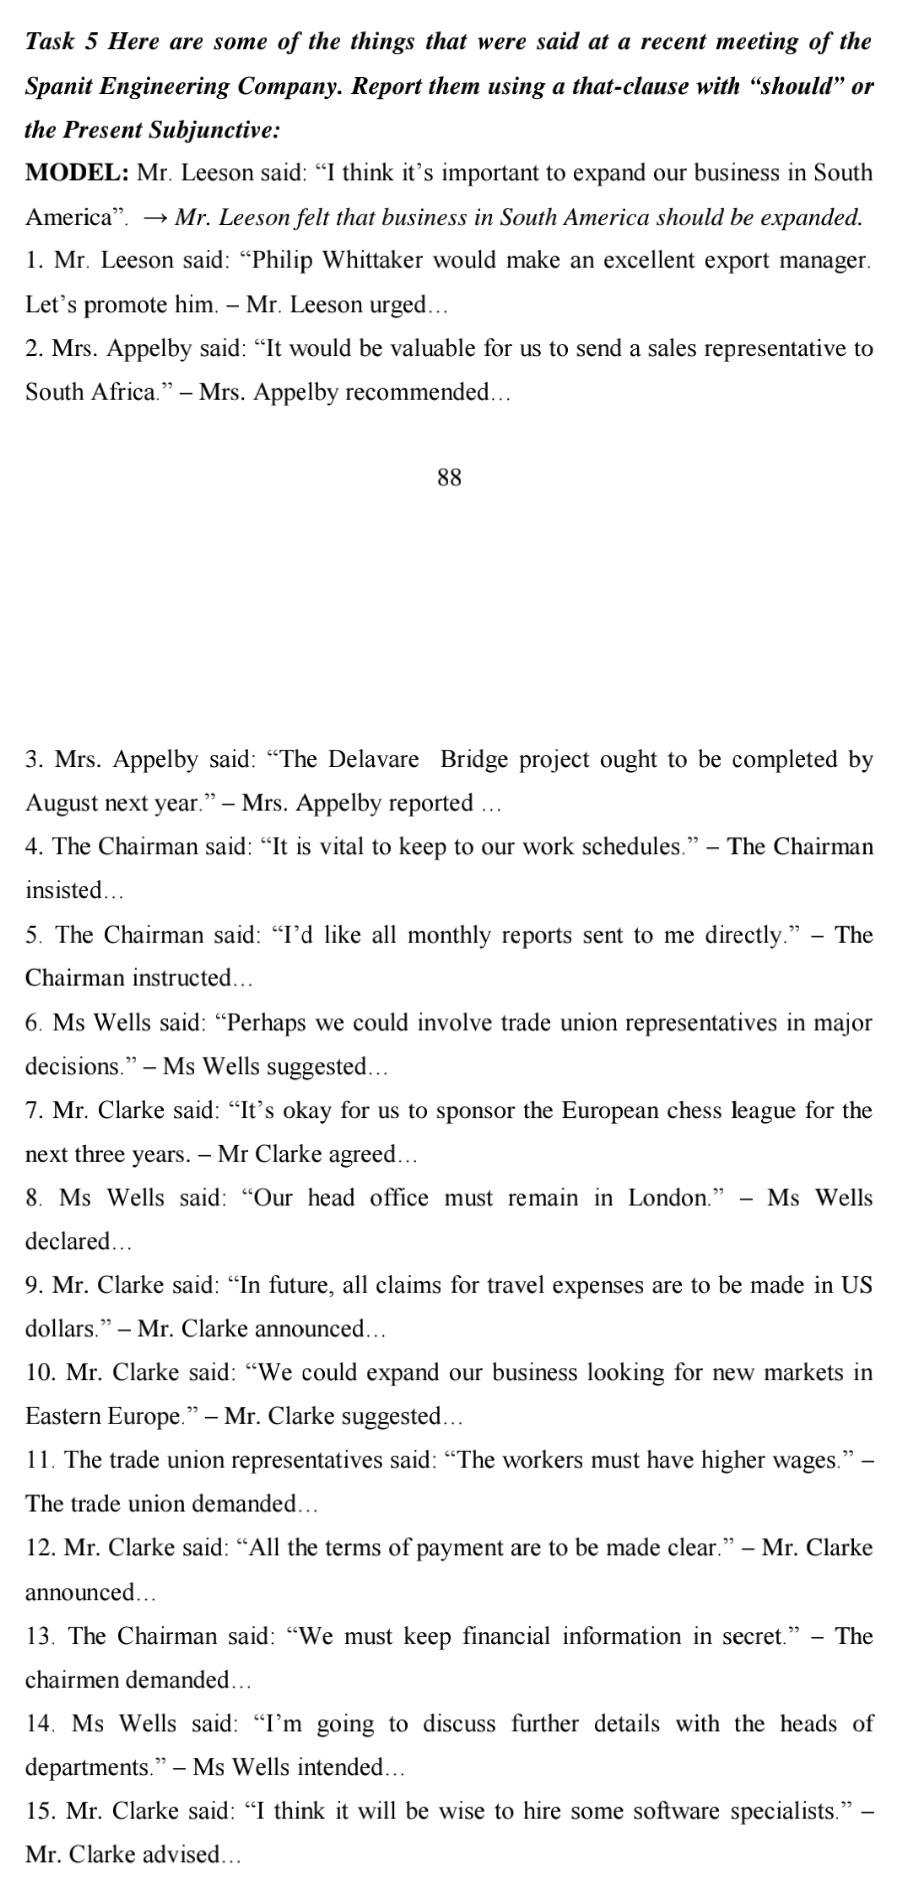 Task 5 Here are some of the things that were said at a recent meeting of the
Spanit Engineering Company. Report them using a that-clause with “should” or
the Present Subjunctive:
MODEL: Mr. Leeson said: “I think it’s important to expand our business in South
America”. → Mr. Leeson felt that business in South America should be expanded.
1. Mr. Leeson said: “Philip Whittaker would make an excellent export manager.
Let’s promote him. – Mr. Leeson urged…
2. Mrs. Appelby said: “It would be valuable for us to send a sales representative to
South Africa.” – Mrs. Appelby recommended…
88
3. Mrs. Appelby said: “The Delavare Bridge project ought to be completed by
August next year.” – Mrs. Appelby reported …
4. The Chairman said: “It is vital to keep to our work schedules.” – The Chairman
insisted…
5. The Chairman said: “I’d like all monthly reports sent to me directly.” – The
Chairman instructed…
6. Ms Wells said: “Perhaps we could involve trade union representatives in major
decisions.” – Ms Wells suggested…
7. Mr. Clarke said: “It’s okay for us to sponsor the European chess league for the
next three years. – Mr Clarke agreed…
8. Ms Wells said: “Our head office must remain in London.” – Ms Wells
declared…
9. Mr. Clarke said: “In future, all claims for travel expenses are to be made in US
dollars.” – Mr. Clarke announced…
10. Mr. Clarke said: “We could expand our business looking for new markets in
Eastern Europe.” – Mr. Clarke suggested…
11. The trade union representatives said: “The workers must have higher wages.” –
The trade union demanded…
12. Mr. Clarke said: “All the terms of payment are to be made clear.” – Mr. Clarke
announced…
13. The Chairman said: “We must keep financial information in secret.” – The
chairmen demanded…
14. Ms Wells said: “I’m going to discuss further details with the heads of
departments.” – Ms Wells intended…
15. Mr. Clarke said: “I think it will be wise to hire some software specialists.” –
Mr. Clarke advised…